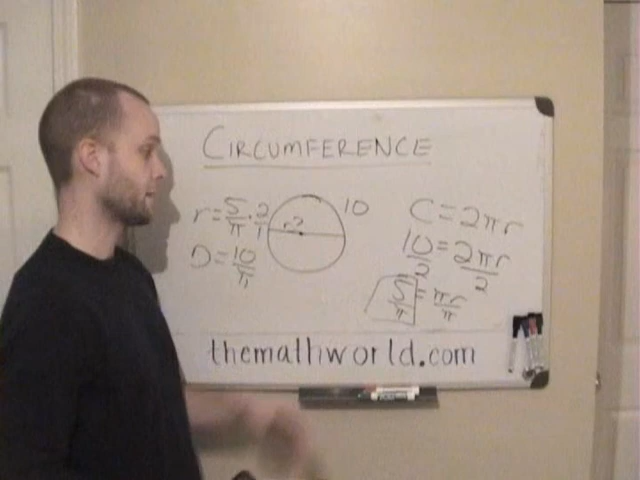 CIRCUMFERENCE
r = 5/π · 2/1
D = 10/π
r=?
10
C = 2πr
10/2 = 2πr/2
5/π = πr/π
themathworld.com